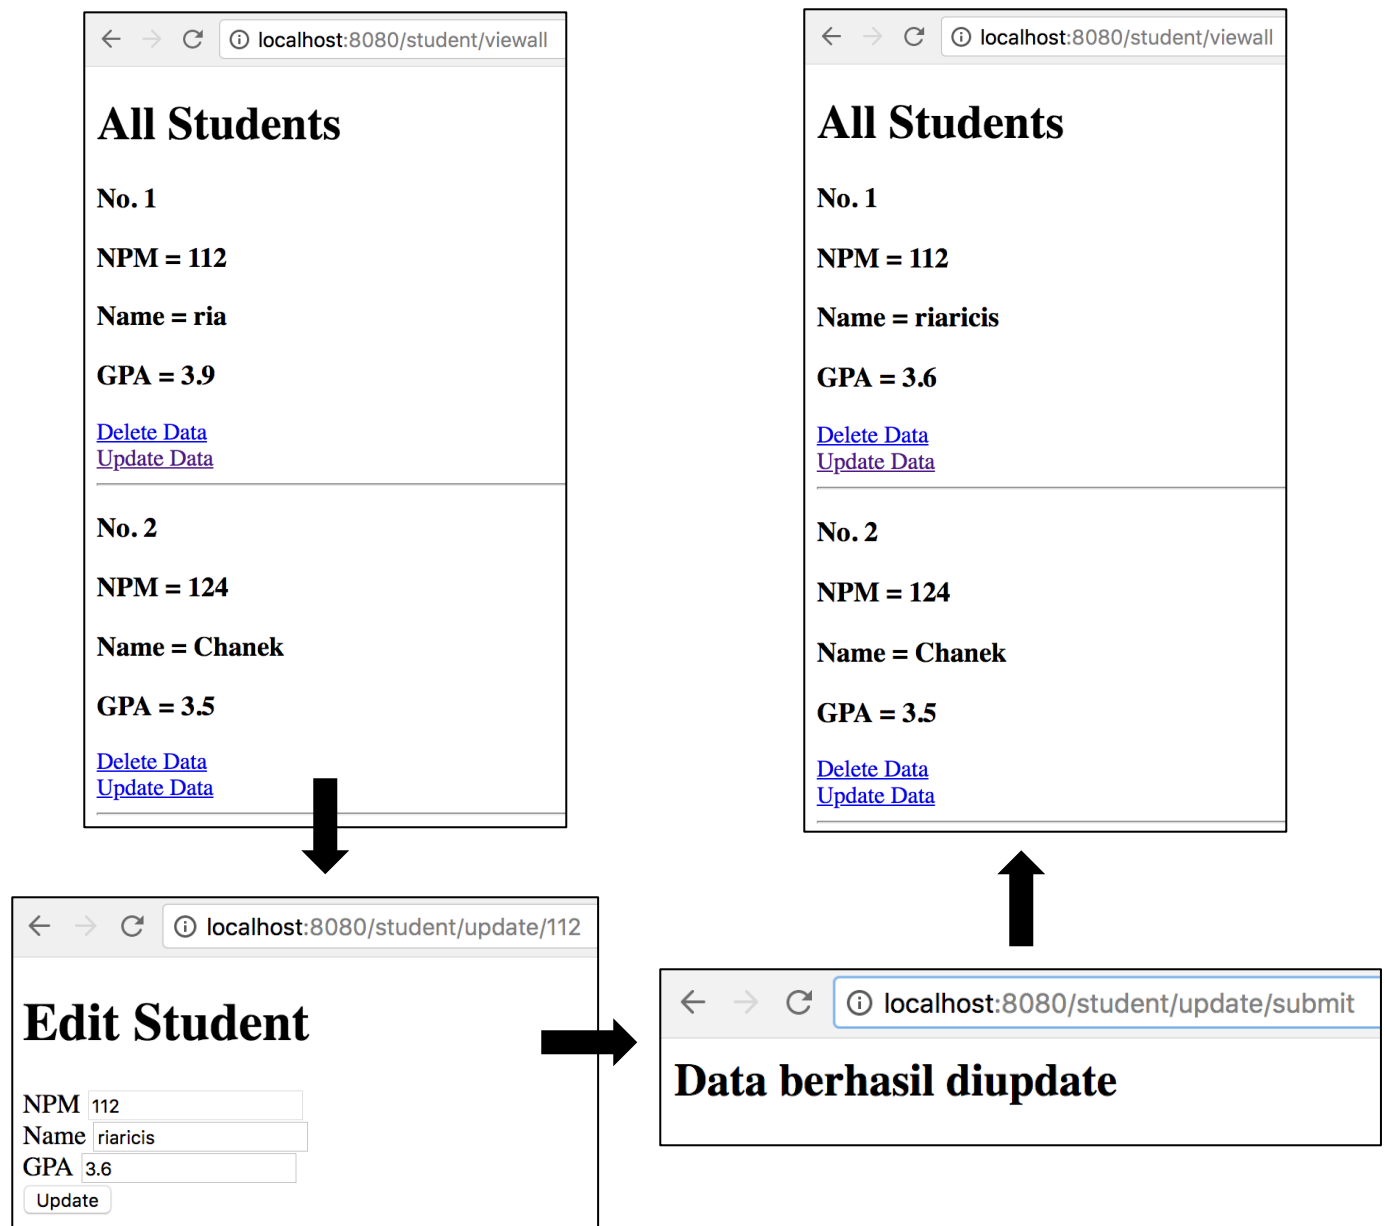 localhost:8080/student/viewall
All Students
No. 1
NPM = 112
Name = ria
GPA = 3.9
Delete Data
Update Data
No. 2
NPM = 124
Name = Chanek
GPA = 3.5
Delete Data
Update Data
localhost:8080/student/update/112
Edit Student
NPM 112
Name riaricis
GPA 3.6
Update
localhost:8080/student/update/submit
Data berhasil diupdate
localhost:8080/student/viewall
All Students
No. 1
NPM = 112
Name = riaricis
GPA = 3.6
Delete Data
Update Data
No. 2
NPM = 124
Name = Chanek
GPA = 3.5
Delete Data
Update Data